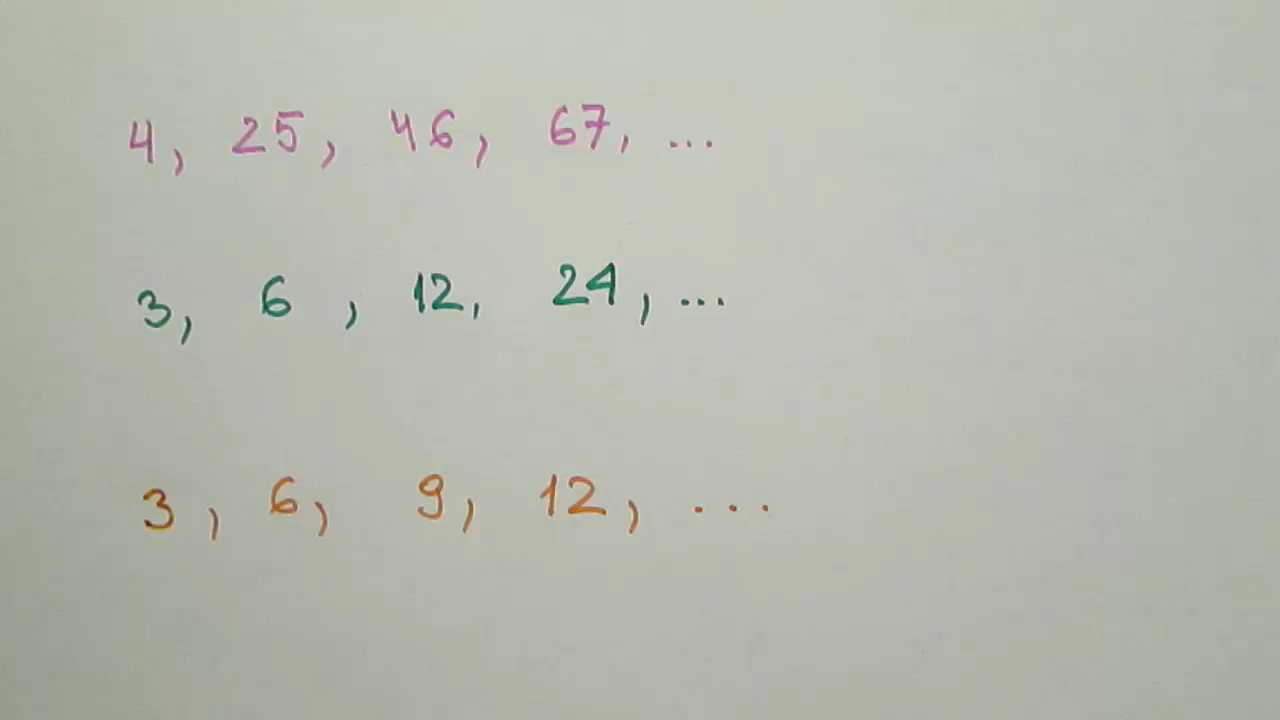 4, 25, 46, 67, ...
3, 6, 12, 24, ...
3, 6, 9, 12, ...